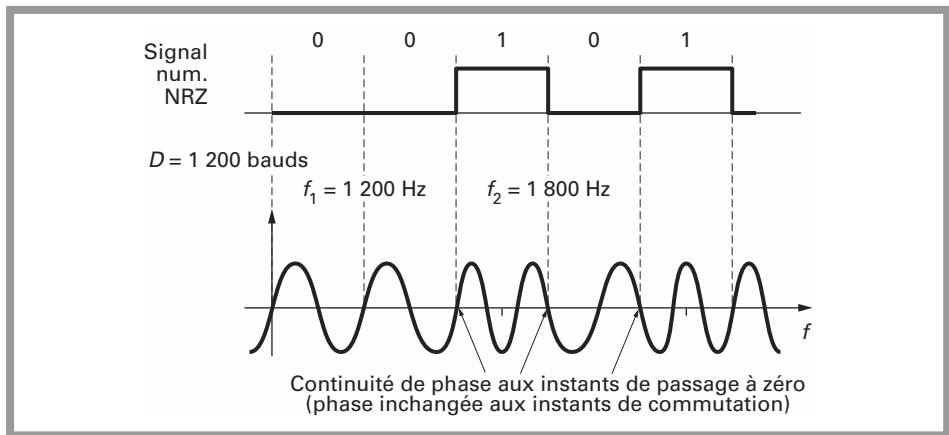 0 0 1 0 1
Signal
num.
NRZ
D = 1 200 bauds
f1 = 1 200 Hz f2 = 1 800 Hz
f
Continuité de phase aux instants de passage à zéro
(phase inchangée aux instants de commutation)